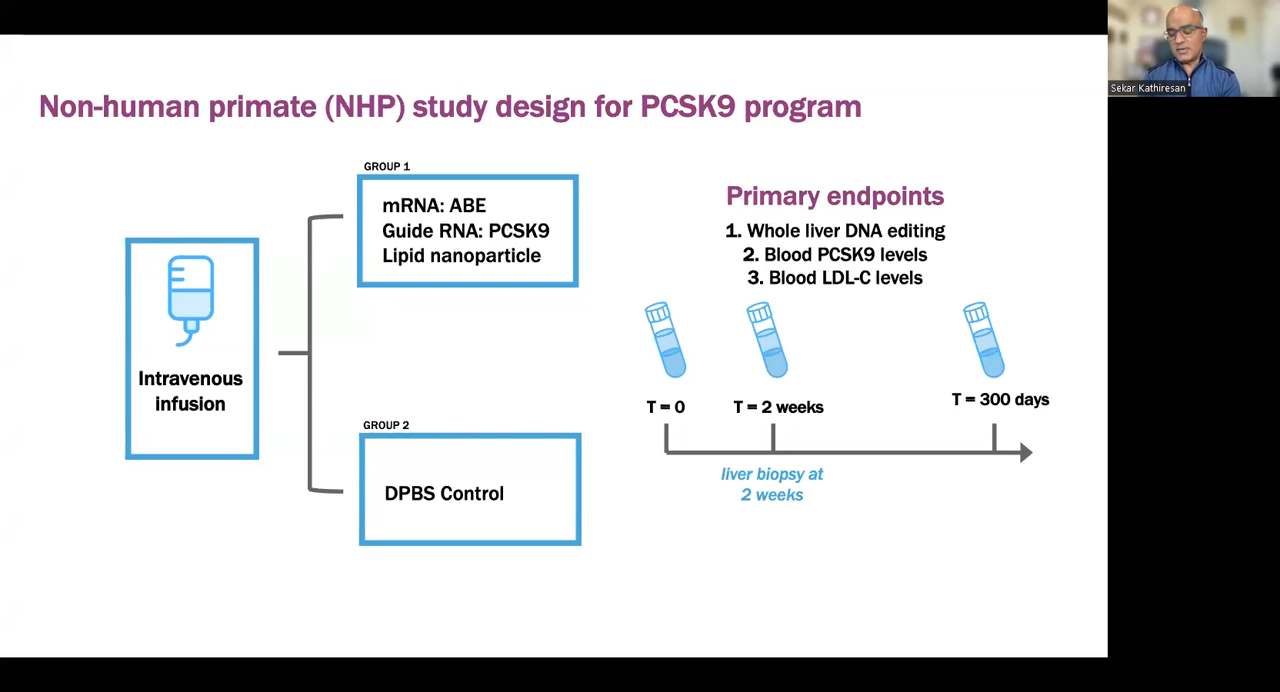 Non-human primate (NHP) study design for PCSK9 program
Sekar Kathiresan
Intravenous
infusion
GROUP 1
mRNA: ABE
Guide RNA: PCSK9
Lipid nanoparticle
GROUP 2
DPBS Control
Primary endpoints
1. Whole liver DNA editing
2. Blood PCSK9 levels
3. Blood LDL-C levels
T = 0
T = 2 weeks
T = 300 days
liver biopsy at
2 weeks